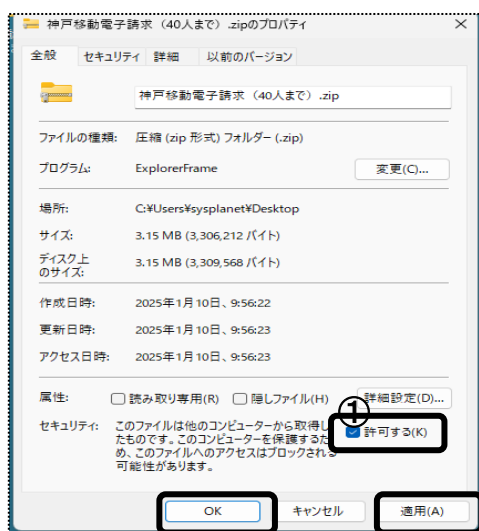 神戸移動電子請求（40人まで）.zipのプロパティ
全般 セキュリティ 詳細 以前のバージョン
神戸移動電子請求（40人まで）.zip
ファイルの種類: 圧縮 (zip 形式) フォルダー (.zip)
プログラム: ExplorerFrame 変更(C)...
場所: C:¥Users¥sysplanet¥Desktop
サイズ: 3.15 MB (3,306,212 バイト)
ディスク上
のサイズ: 3.15 MB (3,309,568 バイト)
作成日時: 2025年1月10日、9:56:22
更新日時: 2025年1月10日、9:56:23
アクセス日時: 2025年1月10日、9:56:23
属性: 読み取り専用(R) 隠しファイル(H) 詳細設定(D)...
①
セキュリティ: このファイルは他のコンピューターから取得し
たものです。このコンピューターを保護するた
め、このファイルへのアクセスはブロックされる
可能性があります。
許可する(K)
OK キャンセル 適用(A)